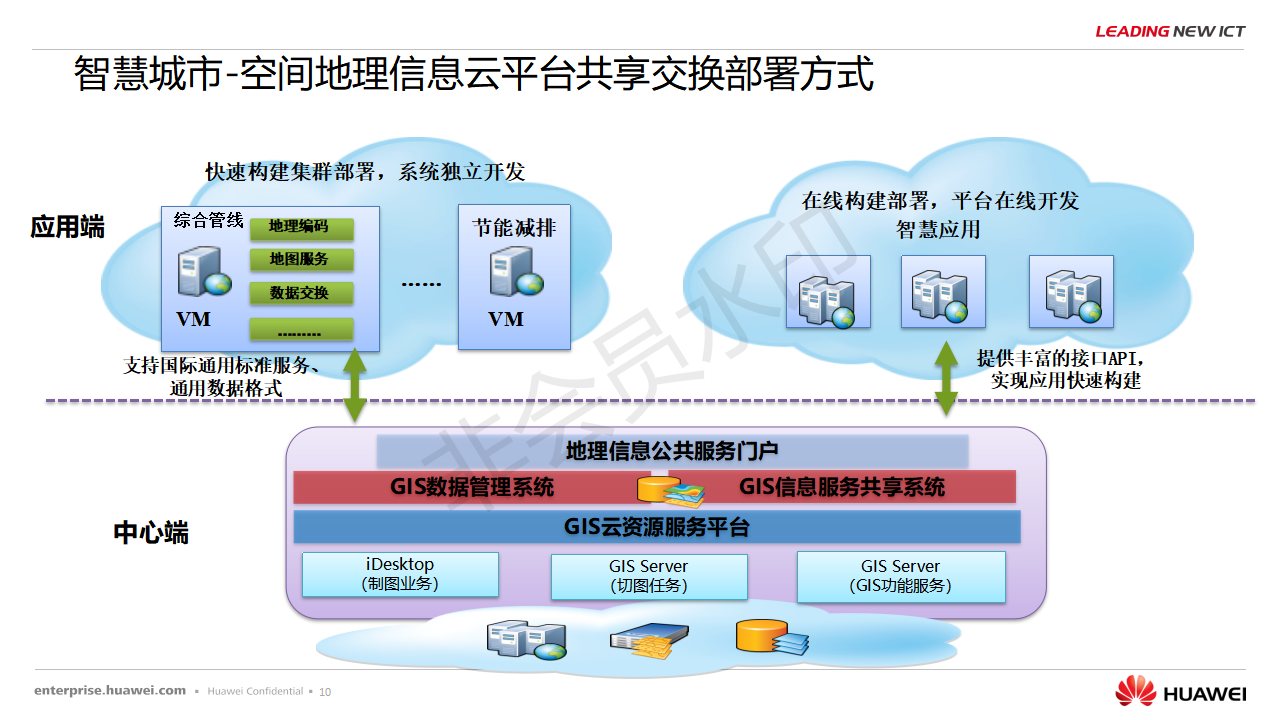 LEADING NEW ICT
智慧城市-空间地理信息云平台共享交换部署方式
应用端
快速构建集群部署，系统独立开发
综合管线
地理编码
地图服务
数据交换
………
VM
……
节能减排
VM
在线构建部署，平台在线开发
智慧应用
支持国际通用标准服务、
通用数据格式
提供丰富的接口API，
实现应用快速构建
非会员水印
中心端
地理信息公共服务门户
GIS数据管理系统
GIS信息服务共享系统
GIS云资源服务平台
iDesktop
（制图业务）
GIS Server
（切图任务）
GIS Server
（GIS功能服务）
enterprise.huawei.com ▪ Huawei Confidential ▪ 10
HUAWEI